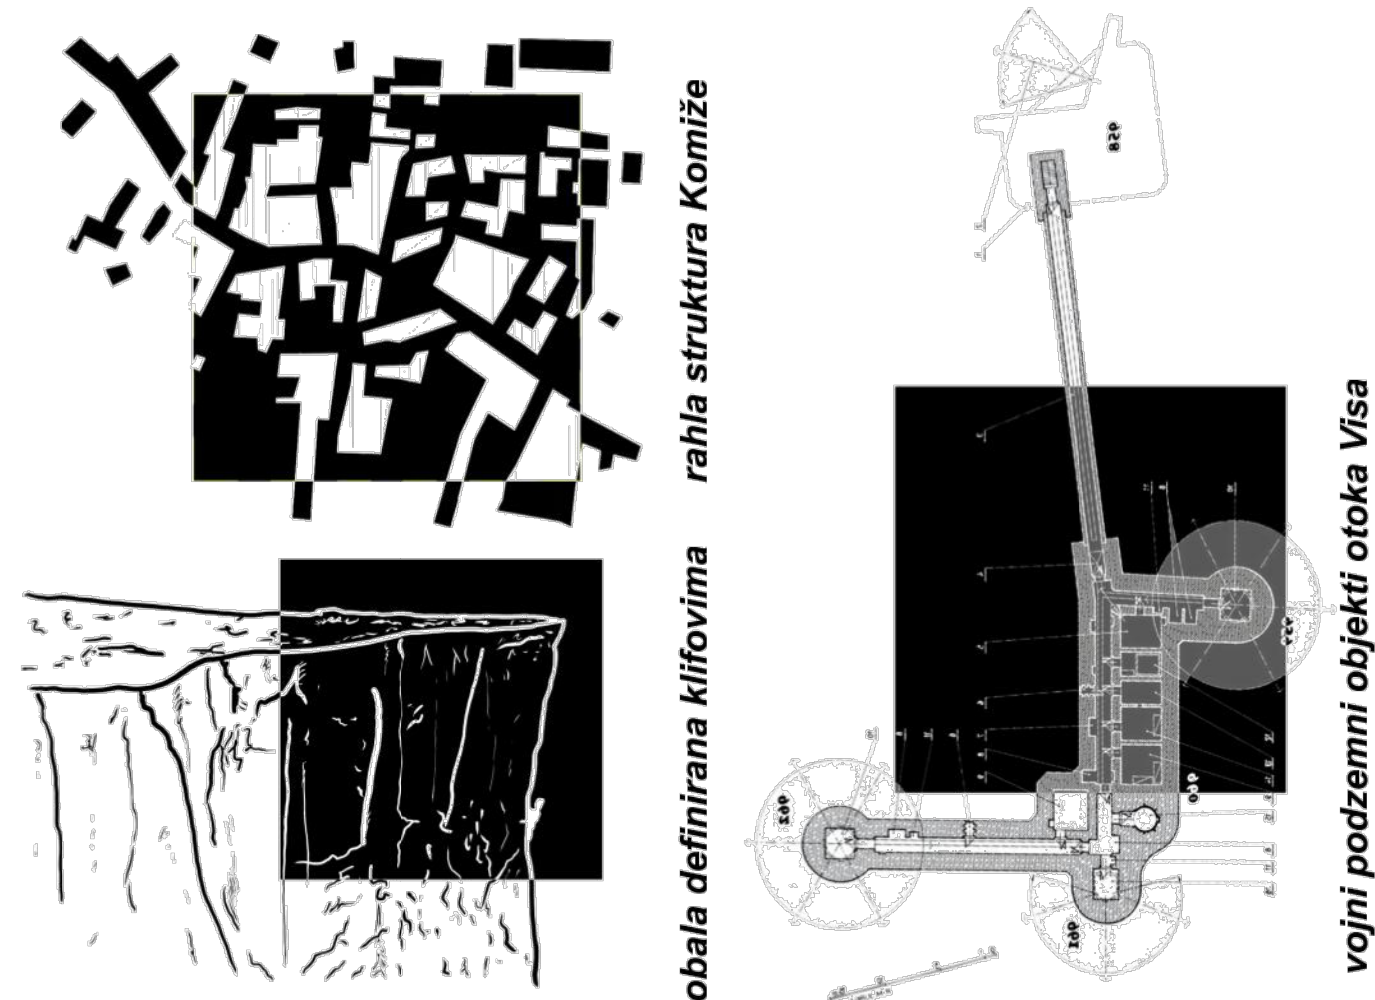 rahla struktura Komiže
obala definirana klifovima
vojni podzemni objekti otoka Visa